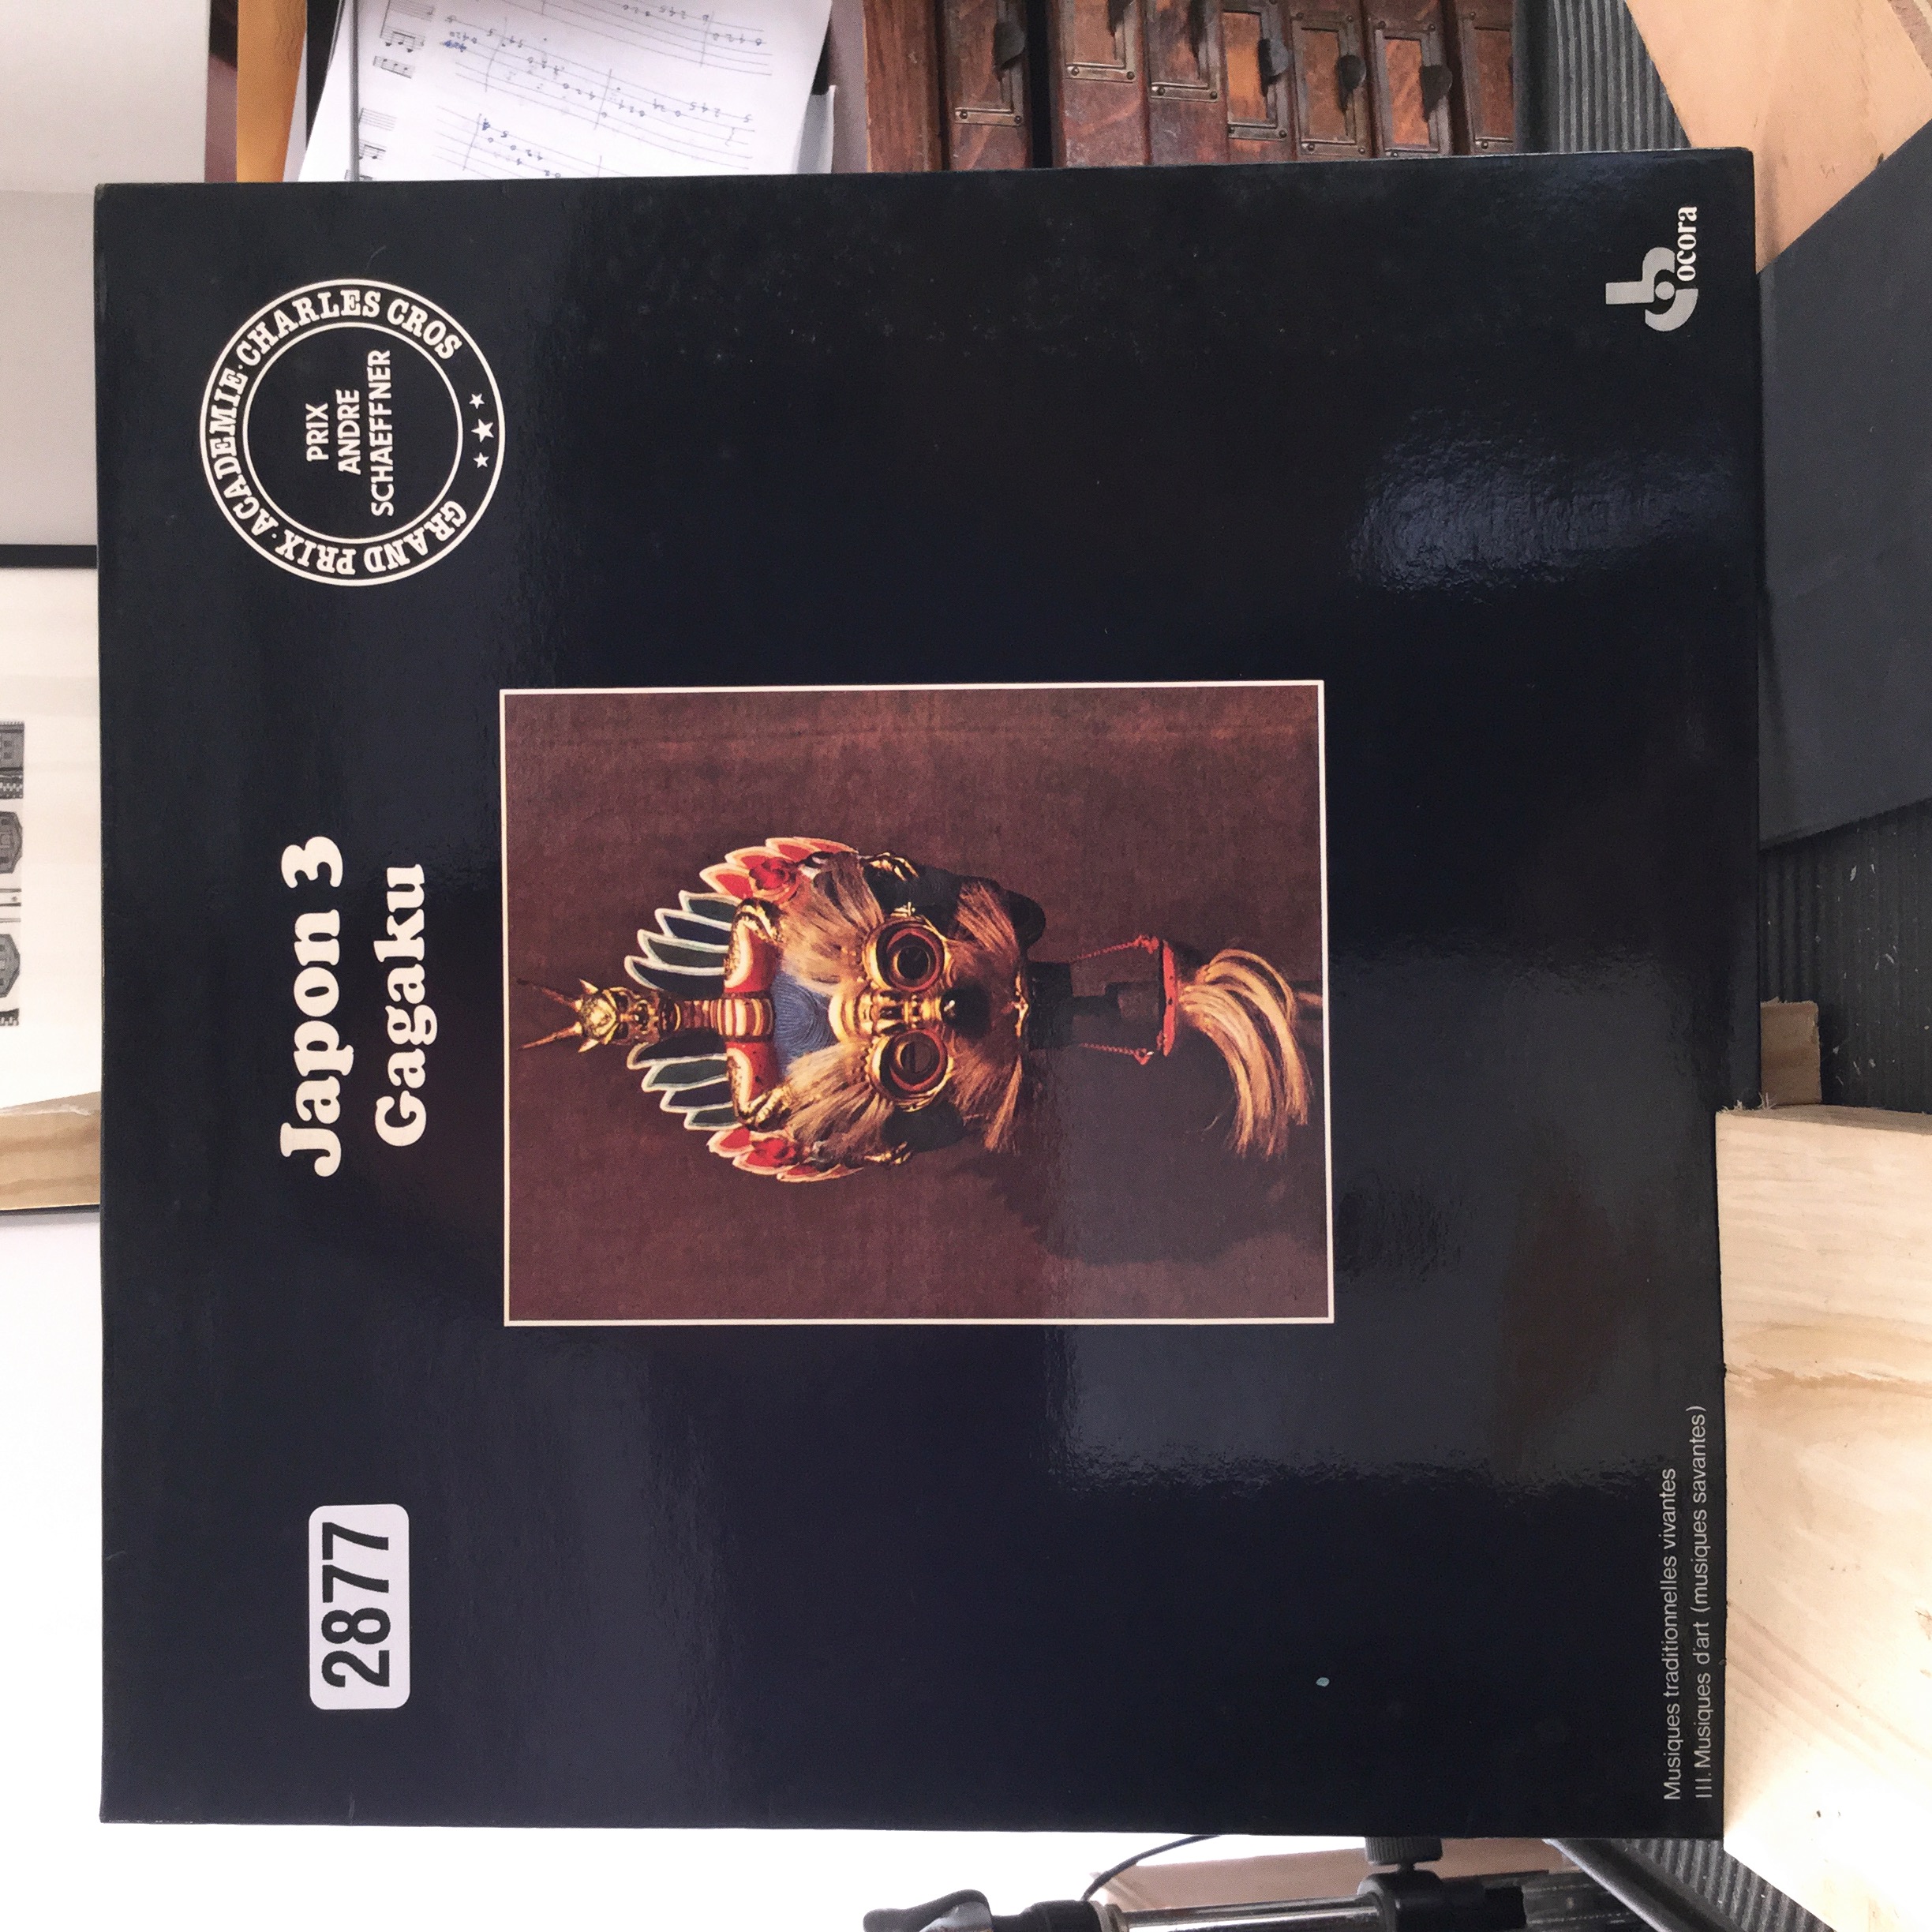 2877
Japon 3
Gagaku
GRAND PRIX · ACADEMIE · CHARLES CROS
PRIX
ANDRE
SCHAEFFNER
Musiques traditionnelles vivantes
III. Musiques d'art (musiques savantes)
ocora